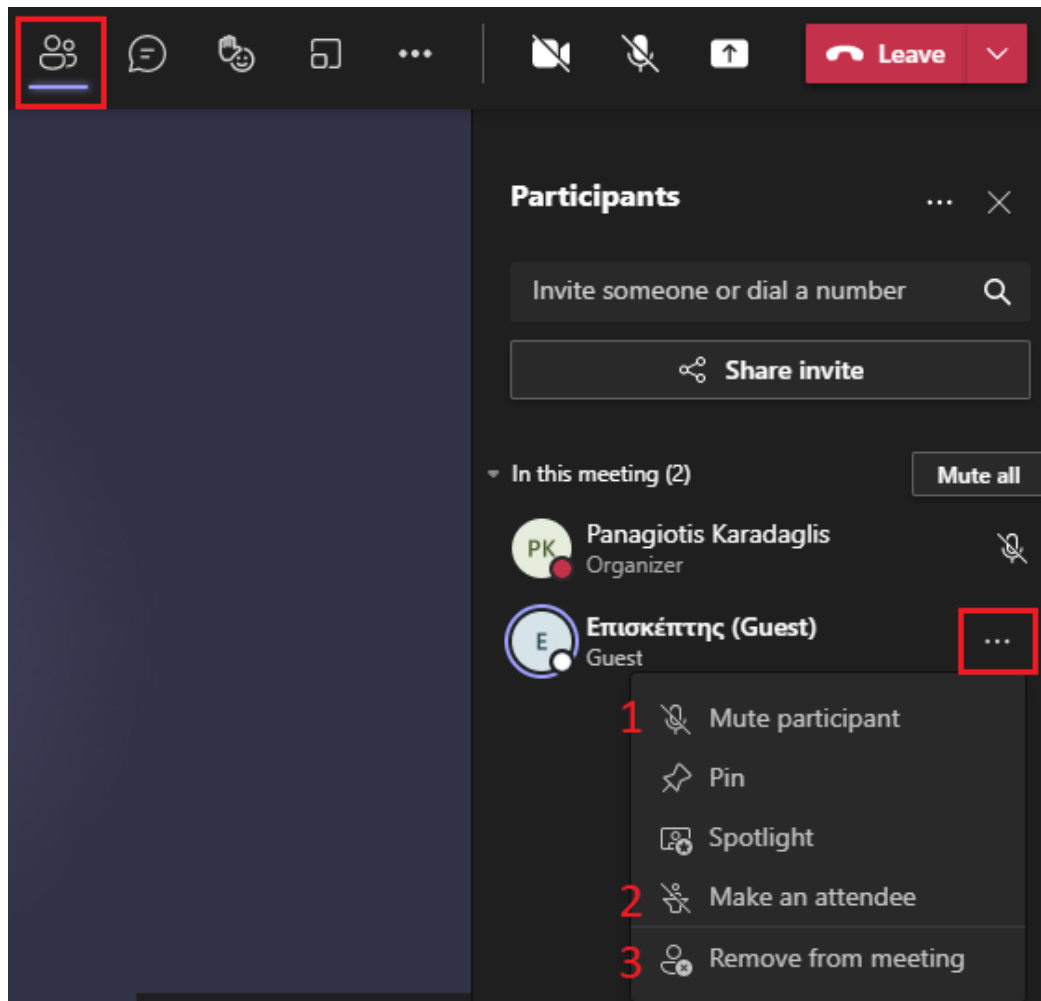 Leave
Participants
Invite someone or dial a number
Share invite
In this meeting (2)
Mute all
PK
Panagiotis Karadaglis
Organizer
E
Επισκέπτης (Guest)
Guest
1 Mute participant
Pin
Spotlight
2 Make an attendee
3 Remove from meeting